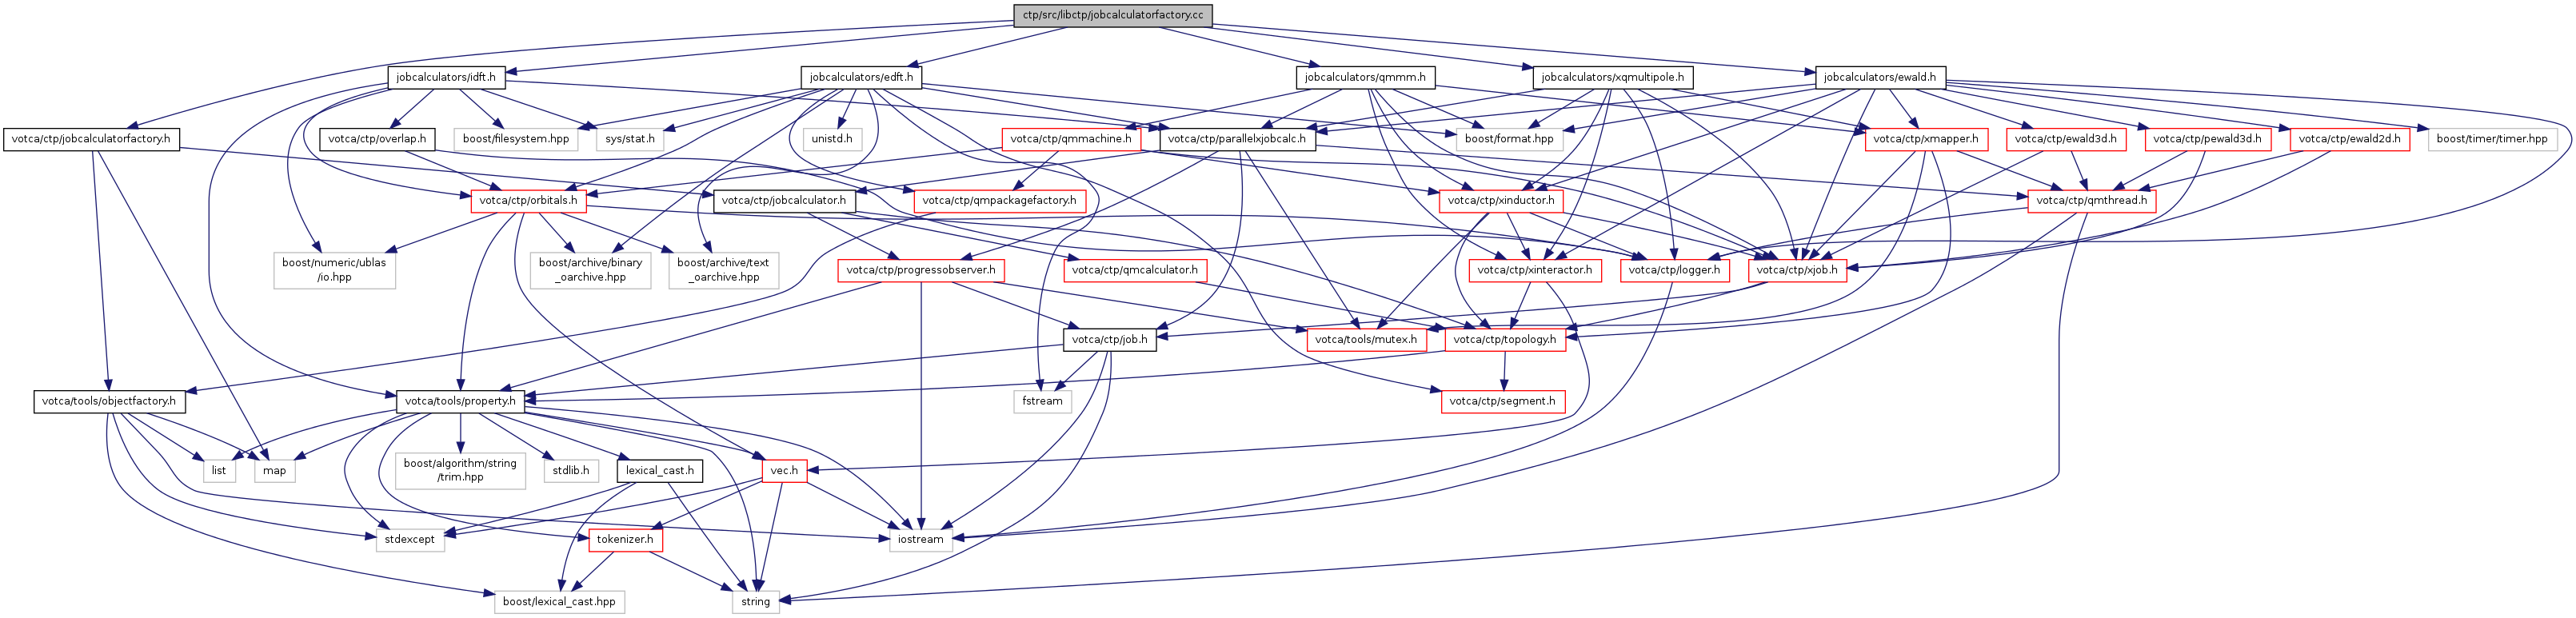 ctp/src/libctp/jobcalculatorfactory.cc
jobcalculators/idft.h
jobcalculators/edft.h
jobcalculators/qmmm.h
jobcalculators/xqmultipole.h
jobcalculators/ewald.h
votca/ctp/jobcalculatorfactory.h
votca/ctp/overlap.h
boost/filesystem.hpp
sys/stat.h
unistd.h
votca/ctp/qmmachine.h
votca/ctp/parallelxjobcalc.h
boost/format.hpp
votca/ctp/xmapper.h
votca/ctp/ewald3d.h
votca/ctp/pewald3d.h
votca/ctp/ewald2d.h
boost/timer/timer.hpp
votca/ctp/orbitals.h
votca/ctp/jobcalculator.h
votca/ctp/qmpackagefactory.h
votca/ctp/xinductor.h
votca/ctp/qmthread.h
boost/numeric/ublas
/io.hpp
boost/archive/binary
_oarchive.hpp
boost/archive/text
_oarchive.hpp
votca/ctp/progressobserver.h
votca/ctp/qmcalculator.h
votca/ctp/xinteractor.h
votca/ctp/logger.h
votca/ctp/xjob.h
votca/ctp/job.h
votca/tools/mutex.h
votca/ctp/topology.h
votca/tools/objectfactory.h
votca/tools/property.h
fstream
votca/ctp/segment.h
list
map
boost/algorithm/string
/trim.hpp
stdlib.h
lexical_cast.h
vec.h
stdexcept
tokenizer.h
iostream
boost/lexical_cast.hpp
string